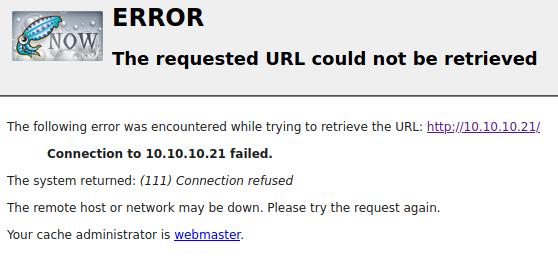 NOW
ERROR
The requested URL could not be retrieved
The following error was encountered while trying to retrieve the URL: http://10.10.10.21/
Connection to 10.10.10.21 failed.
The system returned: (111) Connection refused
The remote host or network may be down. Please try the request again.
Your cache administrator is webmaster.